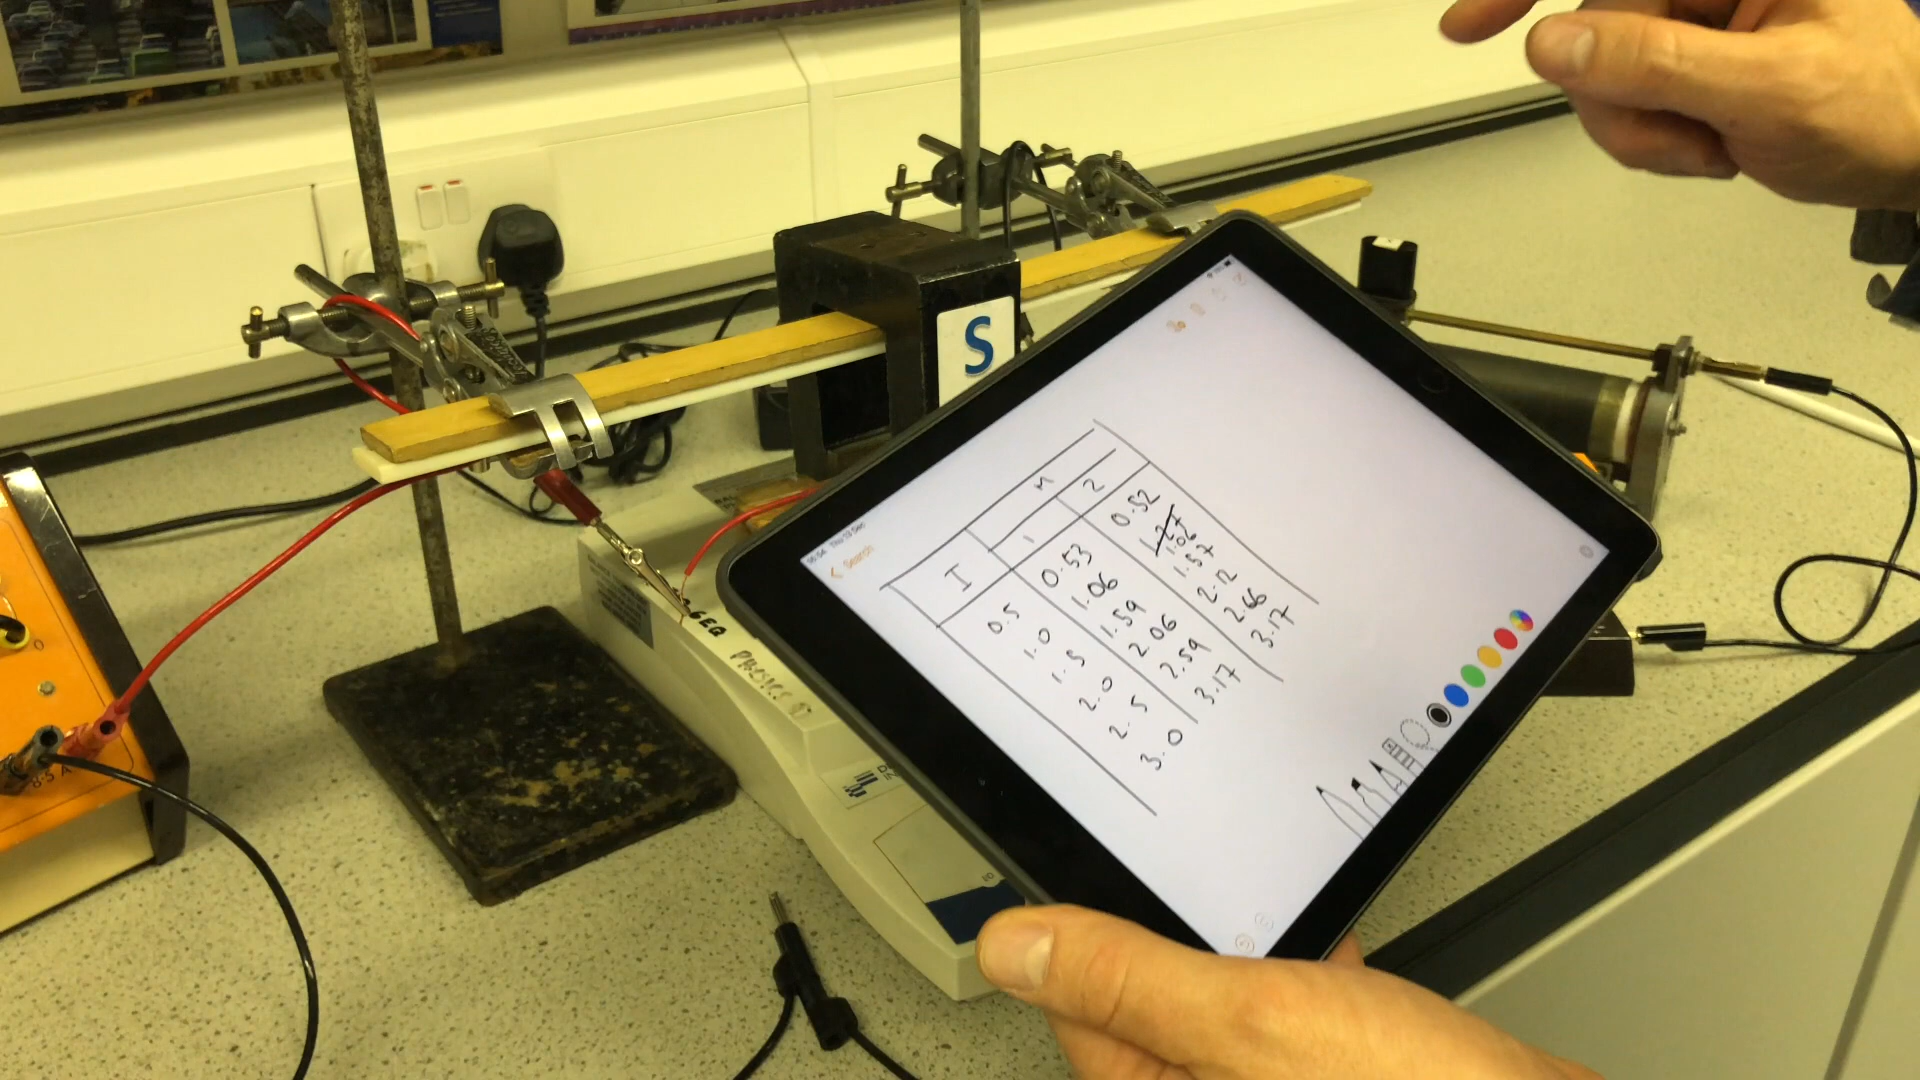 S
Search
I M
1 2
0.5 0.53 0.52
1.0 1.06 1.06
1.5 1.59 1.57
2.0 2.06 2.12
2.5 2.59 2.66
3.0 3.17 3.17
PHYSICS